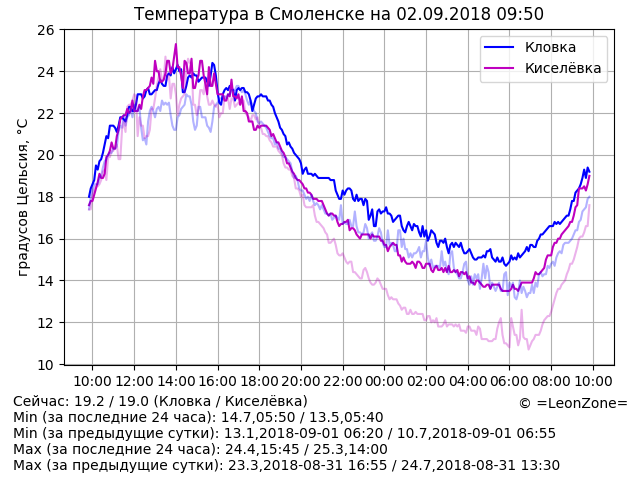 Температура в Смоленске на 02.09.2018 09:50
градусов Цельсия, °C
26
24
22
20
18
16
14
12
10
Кловка
Киселёвка
10:00 12:00 14:00 16:00 18:00 20:00 22:00 00:00 02:00 04:00 06:00 08:00 10:00
Сейчас: 19.2 / 19.0 (Кловка / Киселёвка)
© =LeonZone=
Min (за последние 24 часа): 14.7,05:50 / 13.5,05:40
Min (за предыдущие сутки): 13.1,2018-09-01 06:20 / 10.7,2018-09-01 06:55
Max (за последние 24 часа): 24.4,15:45 / 25.3,14:00
Max (за предыдущие сутки): 23.3,2018-08-31 16:55 / 24.7,2018-08-31 13:30